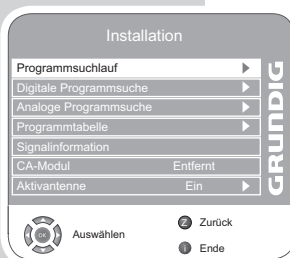 Installation
Programmsuchlauf
Digitale Programmsuche
Analoge Programmsuche
Programmtabelle
Signalinformation
CA-Modul Entfernt
Aktivantenne Ein
GRUNDIG
OK Auswählen
Z Zurück
i Ende